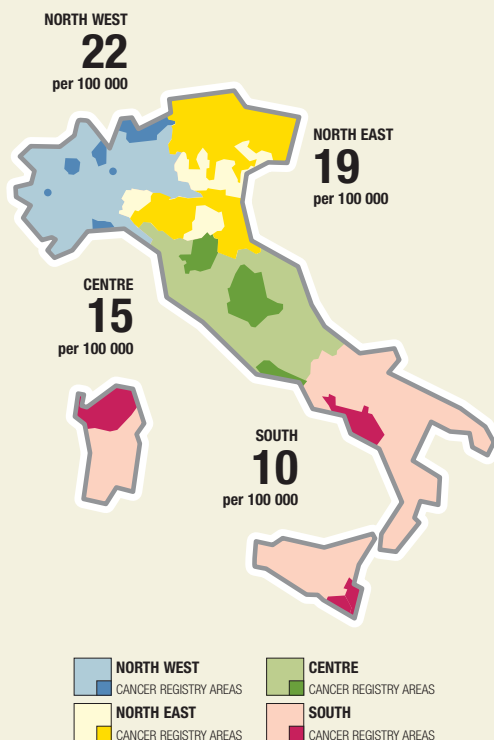 NORTH WEST
22
per 100 000
NORTH EAST
19
per 100 000
CENTRE
15
per 100 000
SOUTH
10
per 100 000
NORTH WEST
CANCER REGISTRY AREAS
CENTRE
CANCER REGISTRY AREAS
NORTH EAST
CANCER REGISTRY AREAS
SOUTH
CANCER REGISTRY AREAS